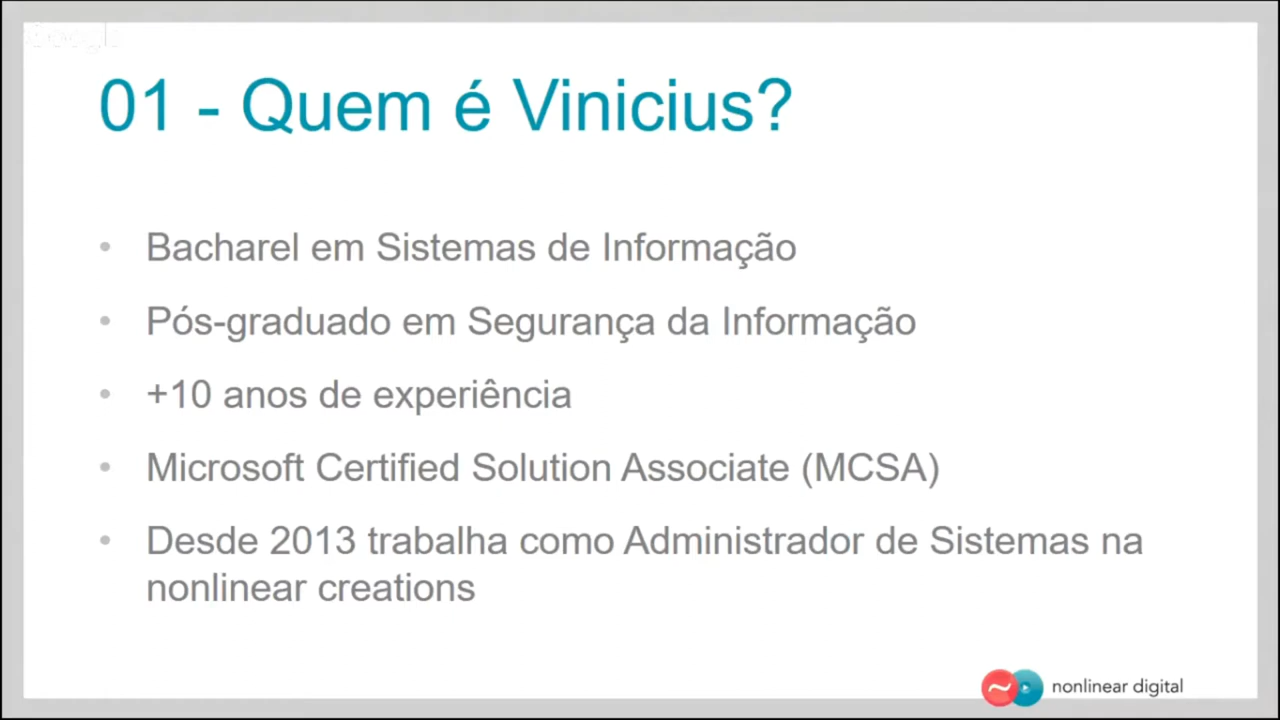 Google
01 - Quem é Vinicius?
• Bacharel em Sistemas de Informação
• Pós-graduado em Segurança da Informação
• +10 anos de experiência
• Microsoft Certified Solution Associate (MCSA)
• Desde 2013 trabalha como Administrador de Sistemas na
nonlinear creations
nonlinear digital